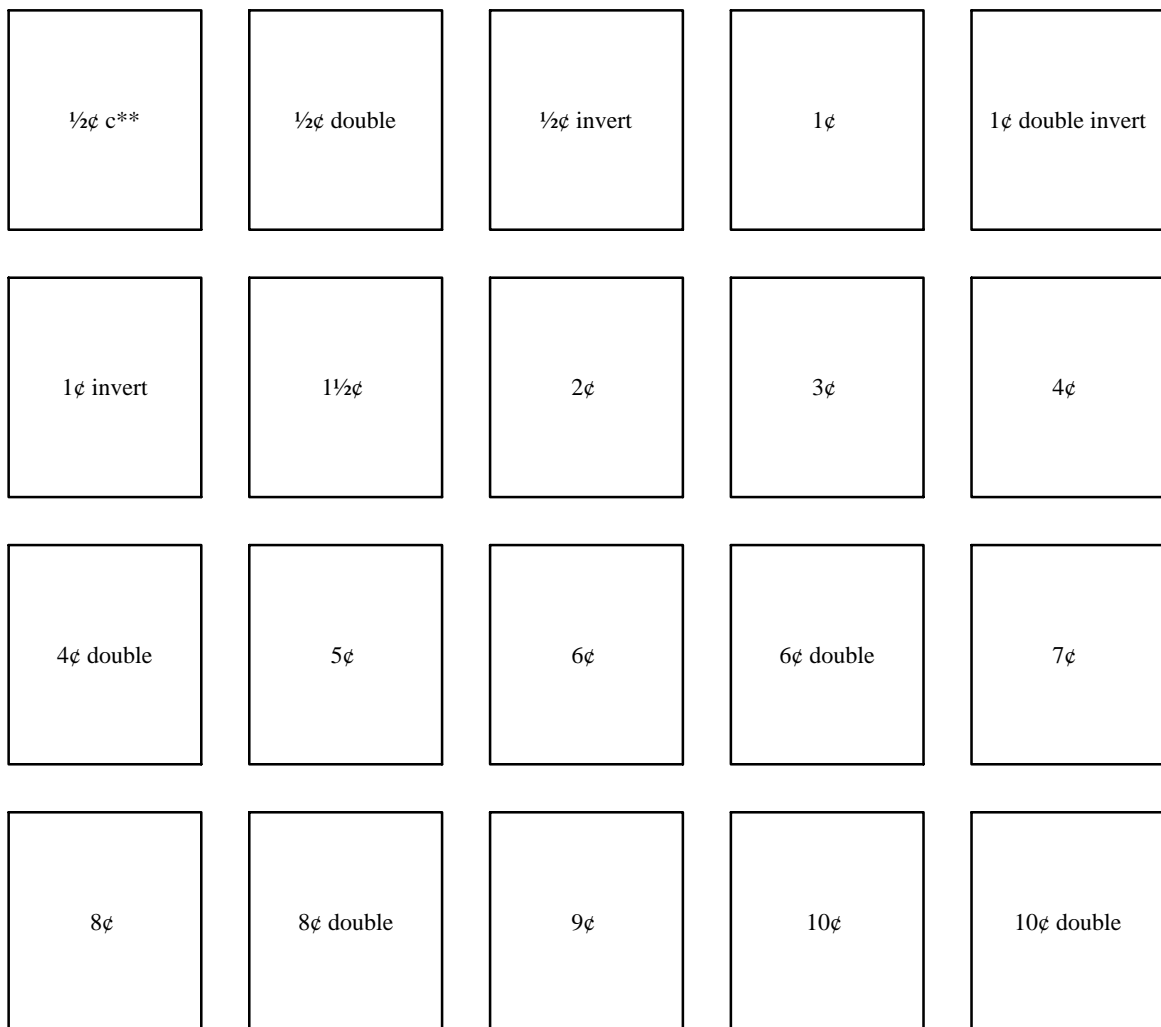 ½¢ c**
½¢ double
½¢ invert
1¢
1¢ double invert
1¢ invert
1½¢
2¢
3¢
4¢
4¢ double
5¢
6¢
6¢ double
7¢
8¢
8¢ double
9¢
10¢
10¢ double